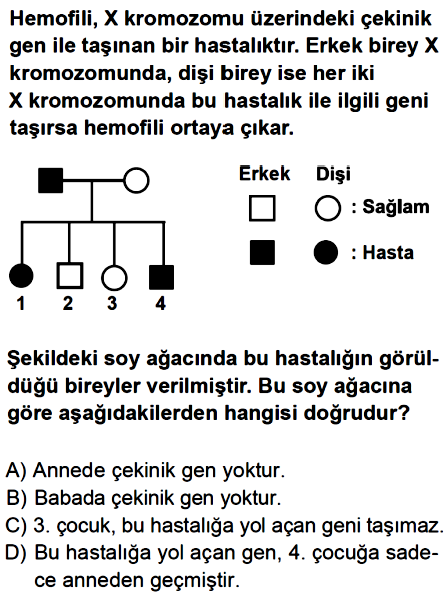 Hemofili, X kromozomu üzerindeki çekinik
gen ile taşınan bir hastalıktır. Erkek birey X
kromozomunda, dişi birey ise her iki
X kromozomunda bu hastalık ile ilgili geni
taşırsa hemofili ortaya çıkar.
Erkek Dişi
: Sağlam
: Hasta
1 2 3 4
Şekildeki soy ağacında bu hastalığın görül-
düğü bireyler verilmiştir. Bu soy ağacına
göre aşağıdakilerden hangisi doğrudur?
A) Annede çekinik gen yoktur.
B) Babada çekinik gen yoktur.
C) 3. çocuk, bu hastalığa yol açan geni taşımaz.
D) Bu hastalığa yol açan gen, 4. çocuğa sade-
ce anneden geçmiştir.